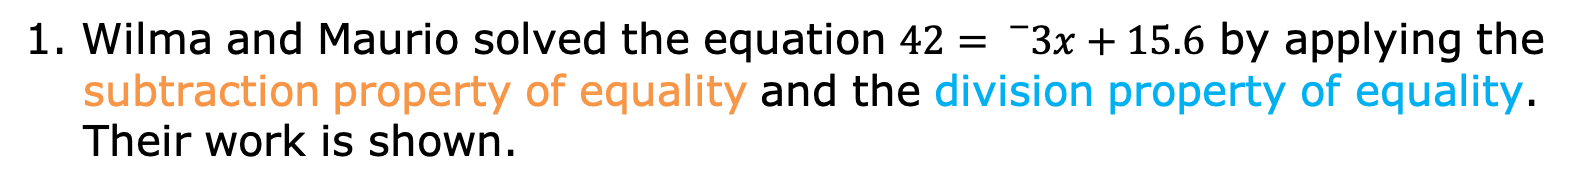 1. Wilma and Maurio solved the equation 42 = ⁻3x + 15.6 by applying the
subtraction property of equality and the division property of equality.
Their work is shown.